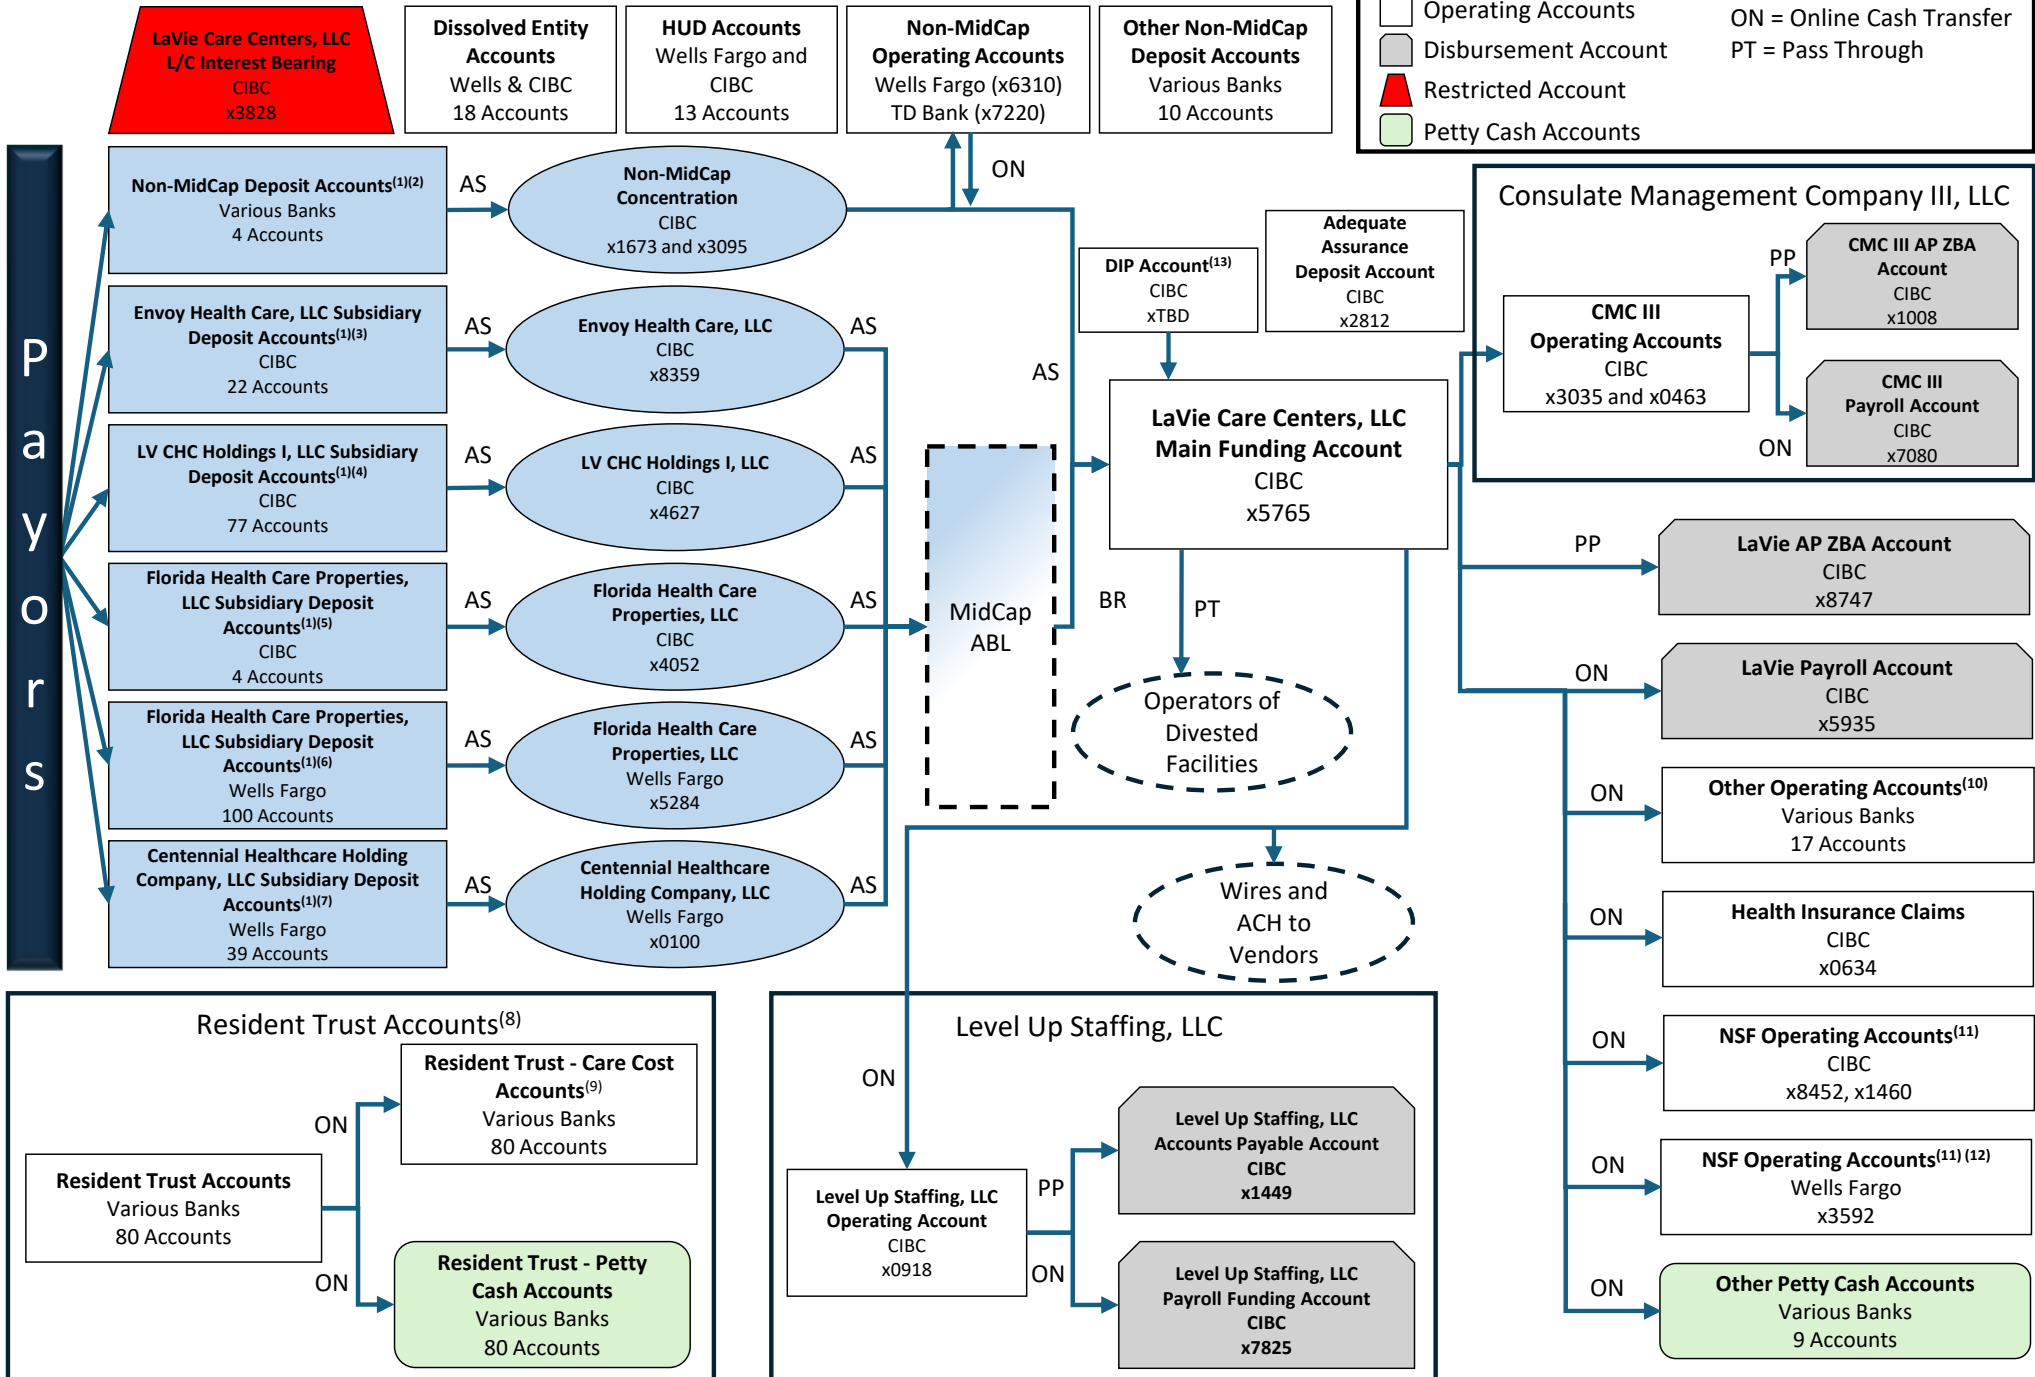 LaVie Care Centers, LLC
L/C Interest Bearing
CIBC
x3828
Dissolved Entity
Accounts
Wells & CIBC
18 Accounts
HUD Accounts
Wells Fargo and
CIBC
13 Accounts
Non-MidCap
Operating Accounts
Wells Fargo (x6310)
TD Bank (x7220)
Other Non-MidCap
Deposit Accounts
Various Banks
10 Accounts
Operating Accounts
Disbursement Account
Restricted Account
Petty Cash Accounts
ON = Online Cash Transfer
PT = Pass Through
Payors
Non-MidCap Deposit Accounts(1)(2)
Various Banks
4 Accounts
AS
Non-MidCap
Concentration
CIBC
x1673 and x3095
ON
Envoy Health Care, LLC Subsidiary
Deposit Accounts(1)(3)
CIBC
22 Accounts
AS
Envoy Health Care, LLC
CIBC
x8359
AS
LV CHC Holdings I, LLC Subsidiary
Deposit Accounts(1)(4)
CIBC
77 Accounts
AS
LV CHC Holdings I, LLC
CIBC
x4627
AS
Florida Health Care Properties,
LLC Subsidiary Deposit
Accounts(1)(5)
CIBC
4 Accounts
AS
Florida Health Care
Properties, LLC
CIBC
x4052
AS
Florida Health Care Properties,
LLC Subsidiary Deposit
Accounts(1)(6)
Wells Fargo
100 Accounts
AS
Florida Health Care
Properties, LLC
Wells Fargo
x5284
AS
Centennial Healthcare Holding
Company, LLC Subsidiary Deposit
Accounts(1)(7)
Wells Fargo
39 Accounts
AS
Centennial Healthcare
Holding Company, LLC
Wells Fargo
x0100
AS
MidCap
ABL
AS
BR
DIP Account(13)
CIBC
xTBD
Adequate
Assurance
Deposit Account
CIBC
x2812
LaVie Care Centers, LLC
Main Funding Account
CIBC
x5765
PT
Operators of
Divested
Facilities
Wires and
ACH to
Vendors
Consulate Management Company III, LLC
CMC III
Operating Accounts
CIBC
x3035 and x0463
PP
CMC III AP ZBA
Account
CIBC
x1008
ON
CMC III
Payroll Account
CIBC
x7080
PP
LaVie AP ZBA Account
CIBC
x8747
ON
LaVie Payroll Account
CIBC
x5935
ON
Other Operating Accounts(10)
Various Banks
17 Accounts
ON
Health Insurance Claims
CIBC
x0634
ON
NSF Operating Accounts(11)
CIBC
x8452, x1460
ON
NSF Operating Accounts(11) (12)
Wells Fargo
x3592
ON
Other Petty Cash Accounts
Various Banks
9 Accounts
Resident Trust Accounts(8)
Resident Trust Accounts
Various Banks
80 Accounts
ON
Resident Trust - Care Cost
Accounts(9)
Various Banks
80 Accounts
ON
Resident Trust - Petty
Cash Accounts
Various Banks
80 Accounts
Level Up Staffing, LLC
ON
Level Up Staffing, LLC
Operating Account
CIBC
x0918
PP
Level Up Staffing, LLC
Accounts Payable Account
CIBC
x1449
ON
Level Up Staffing, LLC
Payroll Funding Account
CIBC
x7825